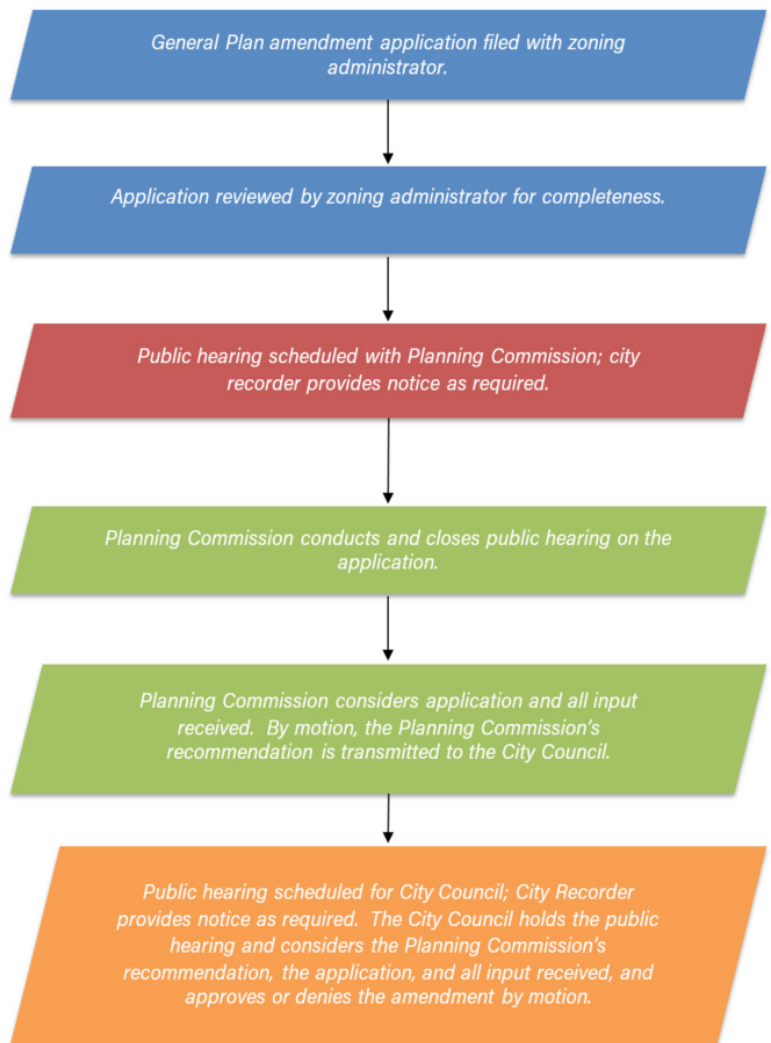 General Plan amendment application filed with zoning
administrator.
Application reviewed by zoning administrator for completeness.
Public hearing scheduled with Planning Commission; city
recorder provides notice as required.
Planning Commission conducts and closes public hearing on the
application.
Planning Commission considers application and all input
received.  By motion, the Planning Commission's
recommendation is transmitted to the City Council.
Public hearing scheduled for City Council; City Recorder
provides notice as required.  The City Council holds the public
hearing and considers the Planning Commission's
recommendation, the application, and all input received, and
approves or denies the amendment by motion.